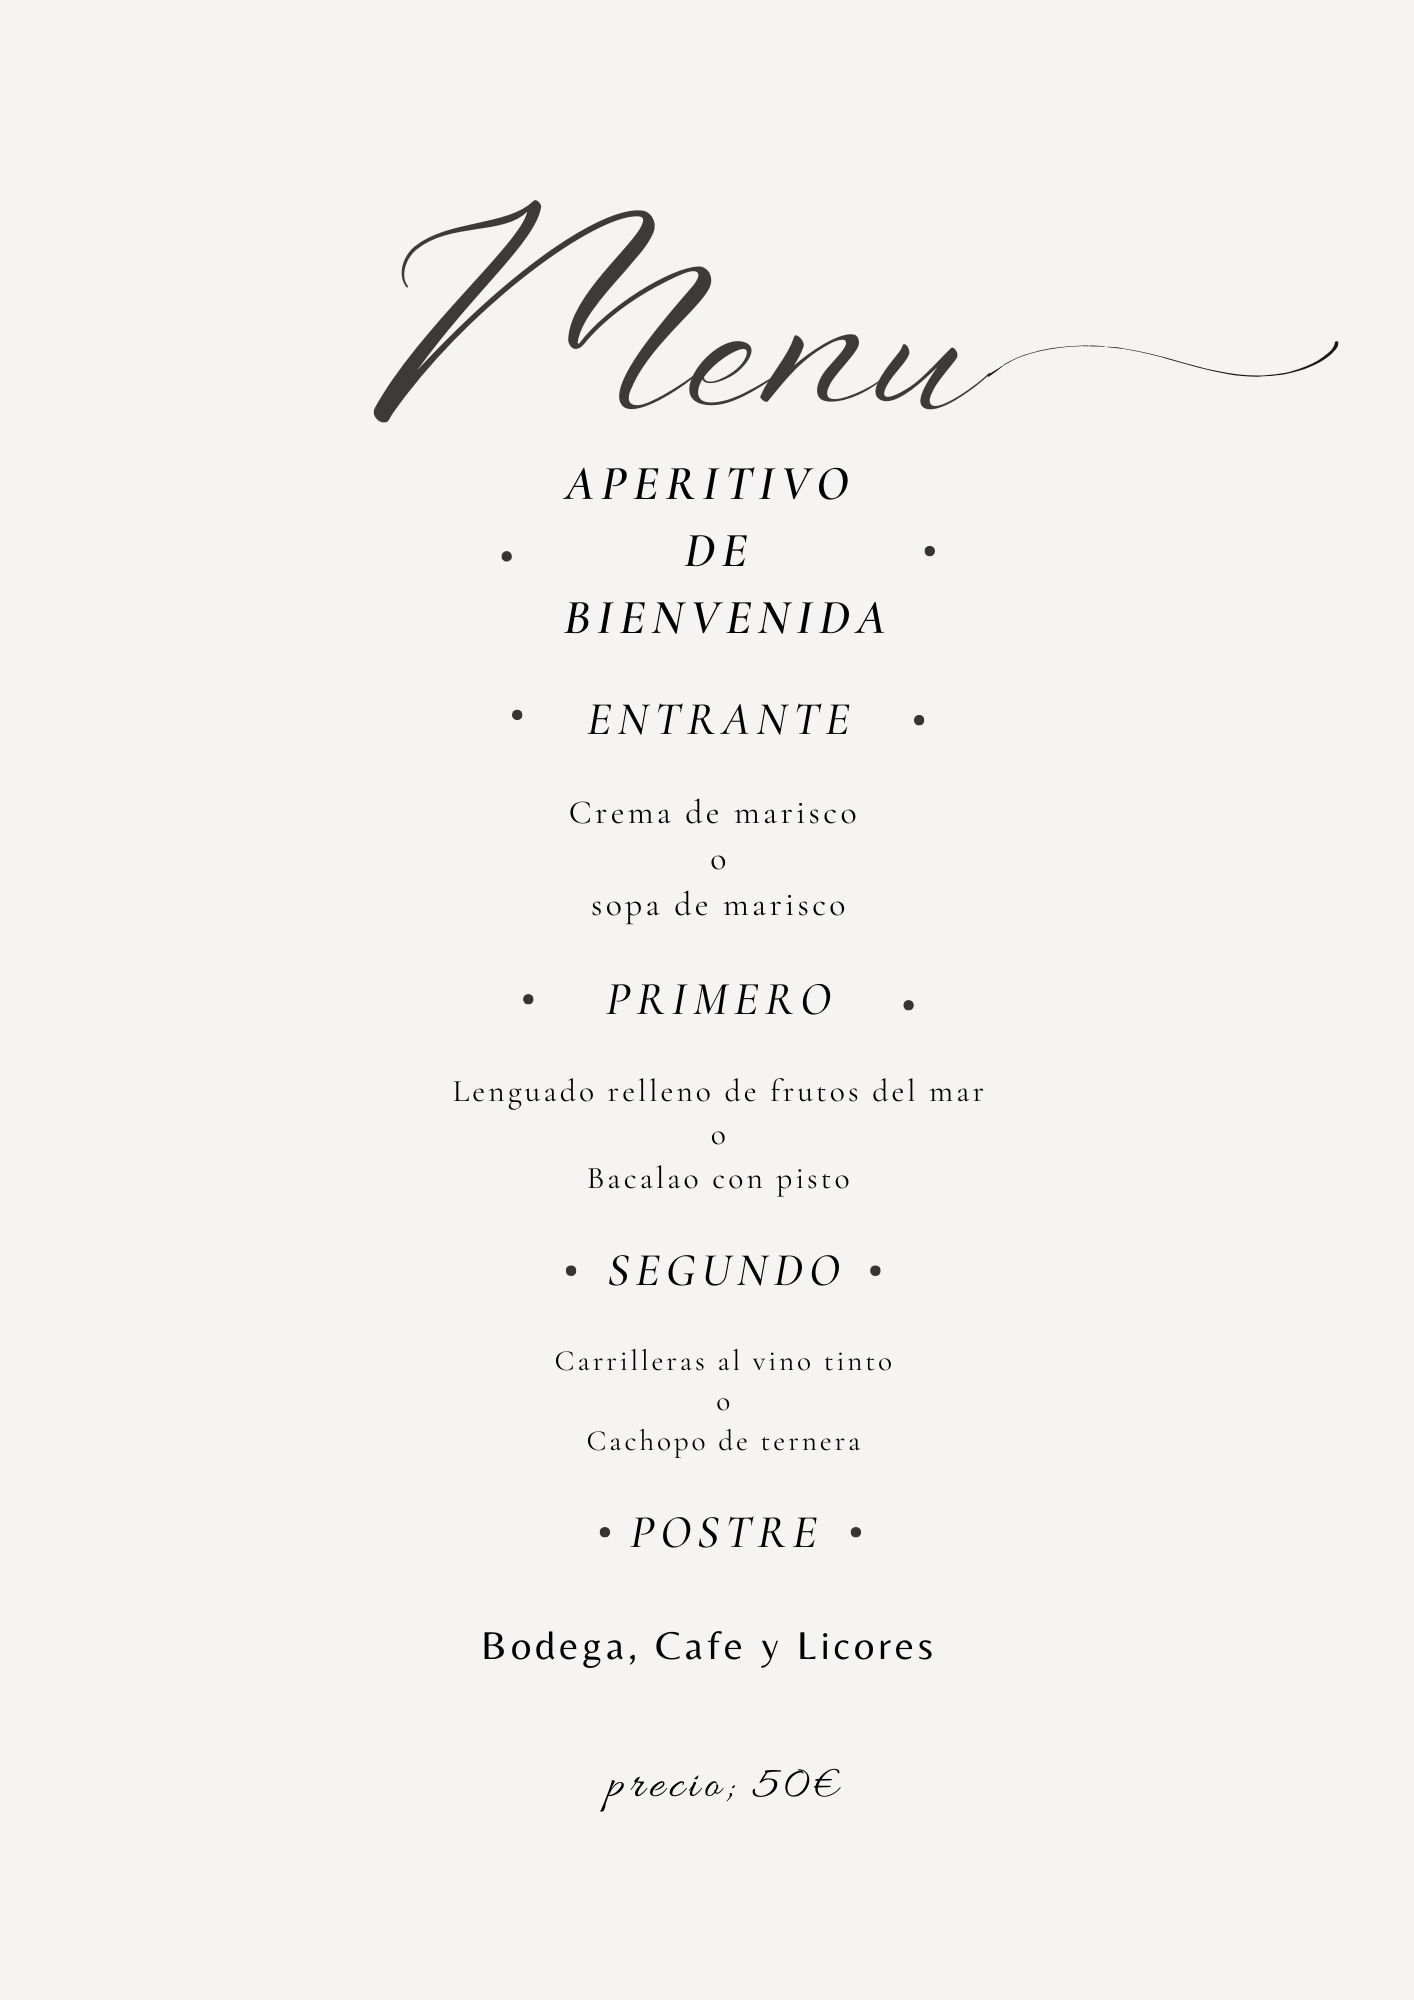 Menu
APERITIVO
DE
BIENVENIDA
ENTRANTE
Crema de marisco
o
sopa de marisco
PRIMERO
Lenguado relleno de frutos del mar
o
Bacalao con pisto
SEGUNDO
Carrilleras al vino tinto
o
Cachopo de ternera
POSTRE
Bodega, Cafe y Licores
precio; 50€